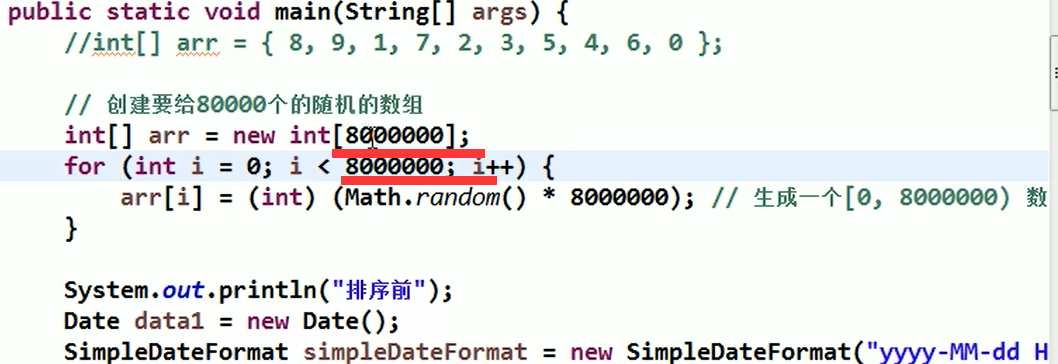 public static void main(String[] args) {
//int[] arr = { 8, 9, 1, 7, 2, 3, 5, 4, 6, 0 };
// 创建要给80000个的随机的数组
int[] arr = new int[8000000];
for (int i = 0; i < 8000000; i++) {
arr[i] = (int) (Math.random() * 8000000); // 生成一个[0, 8000000) 数
}
System.out.println("排序前");
Date data1 = new Date();
SimpleDateFormat simpleDateFormat = new SimpleDateFormat("yyyy-MM-dd H